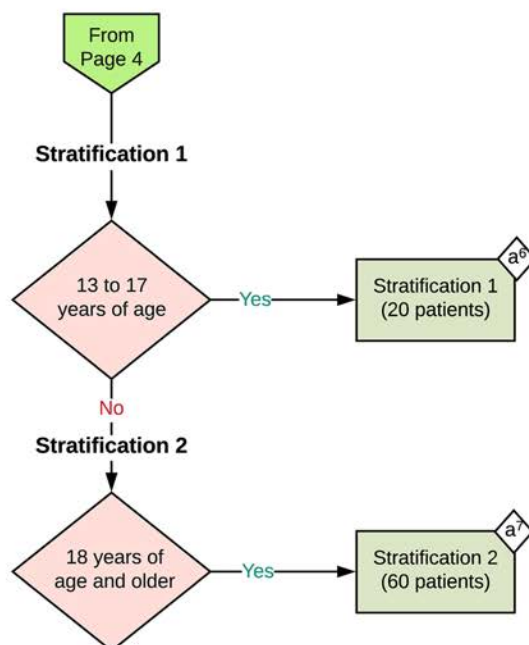 From
Page 4
Stratification 1
13 to 17
years of age
Yes
a⁶
Stratification 1
(20 patients)
No
Stratification 2
18 years of
age and older
Yes
a⁷
Stratification 2
(60 patients)